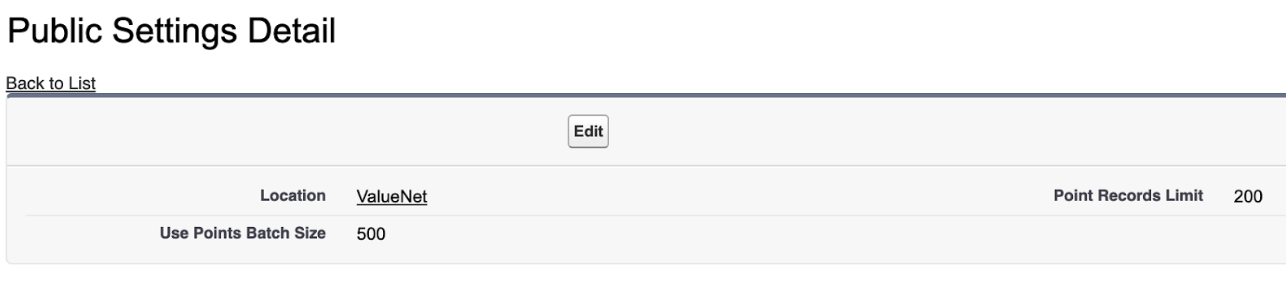 Public Settings Detail
Back to List
Edit
Location ValueNet Point Records Limit 200
Use Points Batch Size 500